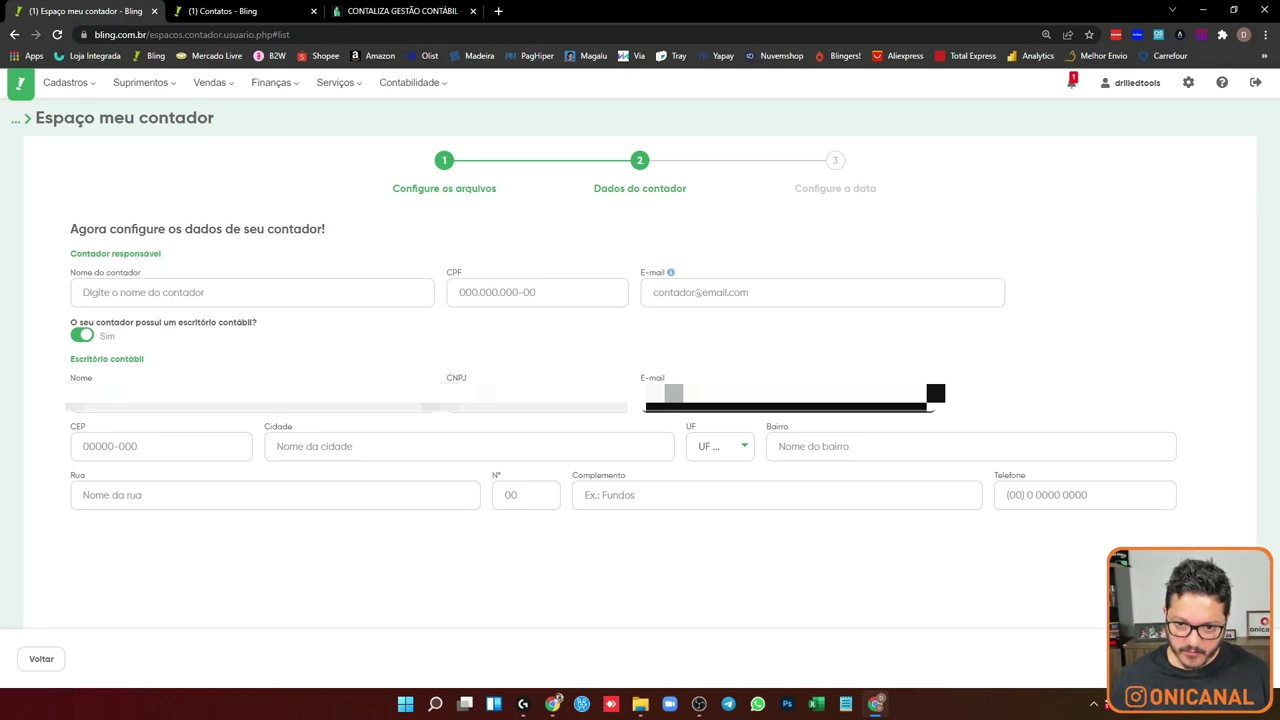 (1) Espaço meu contador - Bling
(1) Contatos - Bling
CONTALIZA GESTÃO CONTÁBIL -
bling.com.br/espacos.contador.usuario.php#list
Apps Loja Integrada Bling Mercado Livre B2W Shopee Amazon Olist Madeira PagHiper Magalu Via Tray Yapay Nuvemshop Blingers! Aliexpress Total Express Analytics Melhor Envio Carrefour »
Cadastros Suprimentos Vendas Finanças Serviços Contabilidade 1 drilledtools
... > Espaço meu contador
1 2 3
Configure os arquivos Dados do contador Configure a data
Agora configure os dados de seu contador!
Contador responsável
Nome do contador CPF E-mail
Digite o nome do contador 000.000.000-00 contador@email.com
O seu contador possui um escritório contábil?
Sim
Escritório contábil
Nome CNPJ E-mail
CEP Cidade UF Bairro
00000-000 Nome da cidade UF ... Nome do bairro
Rua Nº Complemento Telefone
Nome da rua 00 Ex.: Fundos (00) 0 0000 0000
Voltar
ONICANAL